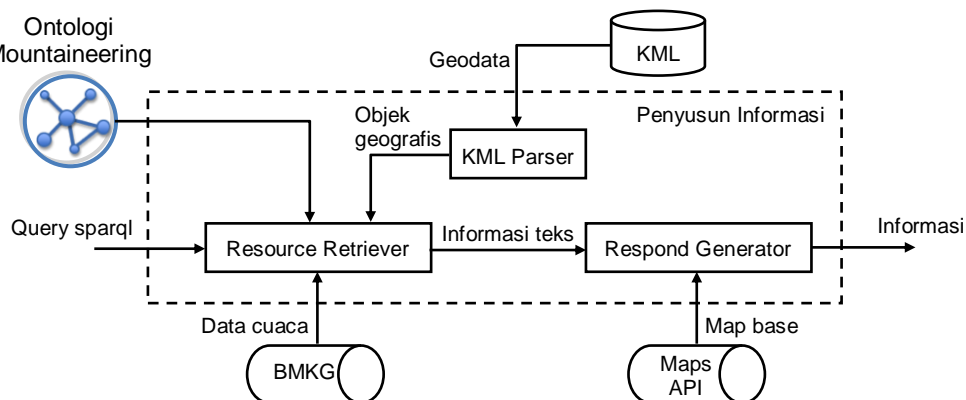 Ontologi
Mountaineering
KML
Geodata
Penyusun Informasi
Objek
geografis
KML Parser
Query sparql
Resource Retriever
Informasi teks
Respond Generator
Informasi
Data cuaca
Map base
BMKG
Maps
API